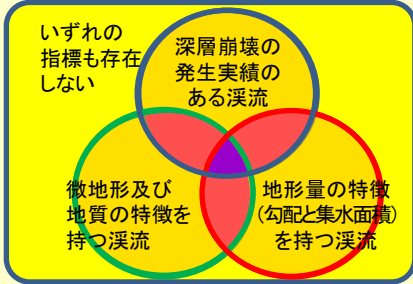 いずれの
指標も存在
しない
深層崩壊の
発生実績の
ある渓流
微地形及び
地質の特徴を
持つ渓流
地形量の特徴
(勾配と集水面積)
を持つ渓流